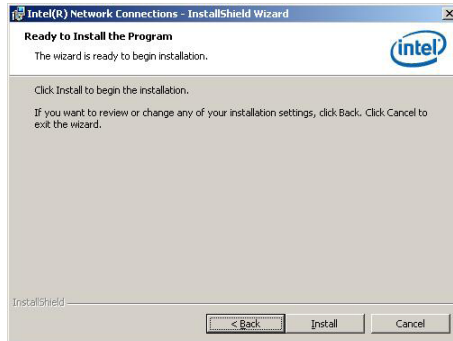 Intel(R) Network Connections - InstallShield Wizard
Ready to Install the Program
The wizard is ready to begin installation.
intel
Click Install to begin the installation.
If you want to review or change any of your installation settings, click Back. Click Cancel to
exit the wizard.
InstallShield
< Back
Install
Cancel